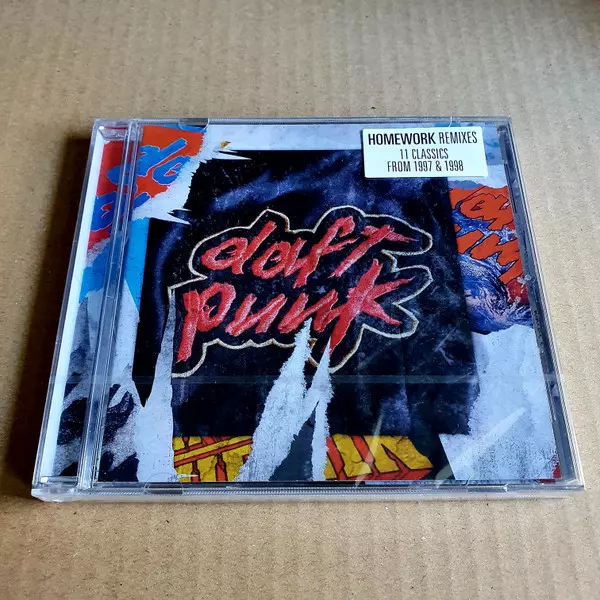 HOMEWORK REMIXES
11 CLASSICS
FROM 1997 & 1998
daft
punk